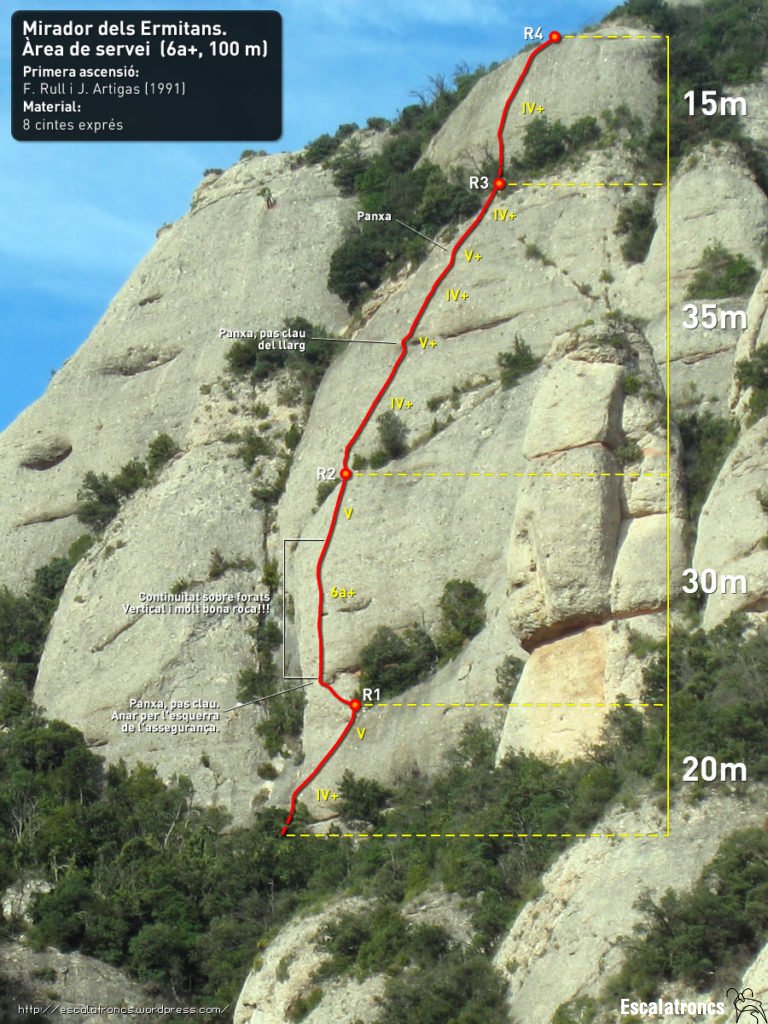 Mirador dels Ermitans.
Àrea de servei (6a+, 100 m)
Primera ascensió:
F. Rull i J. Artigas (1991)
Material:
8 cintes exprés
R4
15m
IV+
R3
IV+
Panxa
V+
IV+
35m
Panxa, pas clau
del llarg
V+
IV+
R2
V
Continuïtat sobre forats
Vertical i molt bona roca!!!
6a+
30m
Panxa, pas clau.
Anar per l'esquerra
de l'assegurança.
R1
V
20m
IV+
http://escalatroncs.wordpress.com/
Escalatroncs